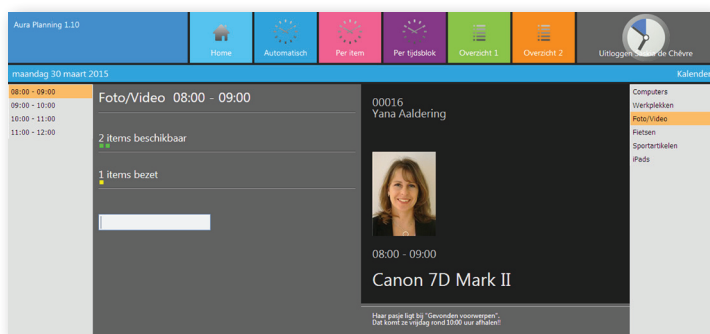 Aura Planning 1.10
Home
Automatisch
Per item
Per tijdsblok
Overzicht 1
Overzicht 2
Uitloggen de Chèvre
maandag 30 maart 2015
Kalender
08:00 - 09:00
09:00 - 10:00
10:00 - 11:00
11:00 - 12:00
Foto/Video 08:00 - 09:00
2 items beschikbaar
1 items bezet
00016
Yana Aaldering
08:00 - 09:00
Canon 7D Mark II
Haar pasje ligt bij "Gevonden voorwerpen".
Dat komt ze vrijdag rond 10:00 uur afhalen!!
Computers
Werkplekken
Foto/Video
Fietsen
Sportartikelen
iPads